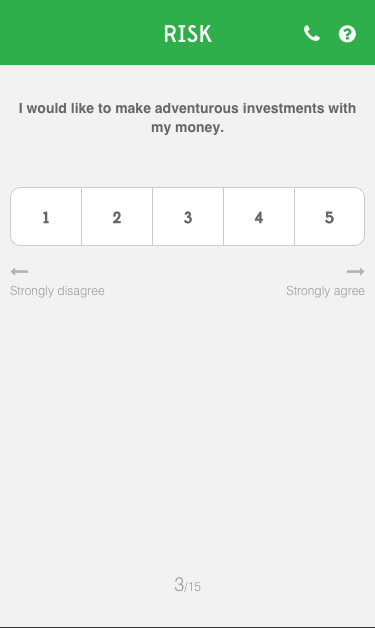 RISK
I would like to make adventurous investments with
my money.
1 2 3 4 5
Strongly disagree Strongly agree
3/15